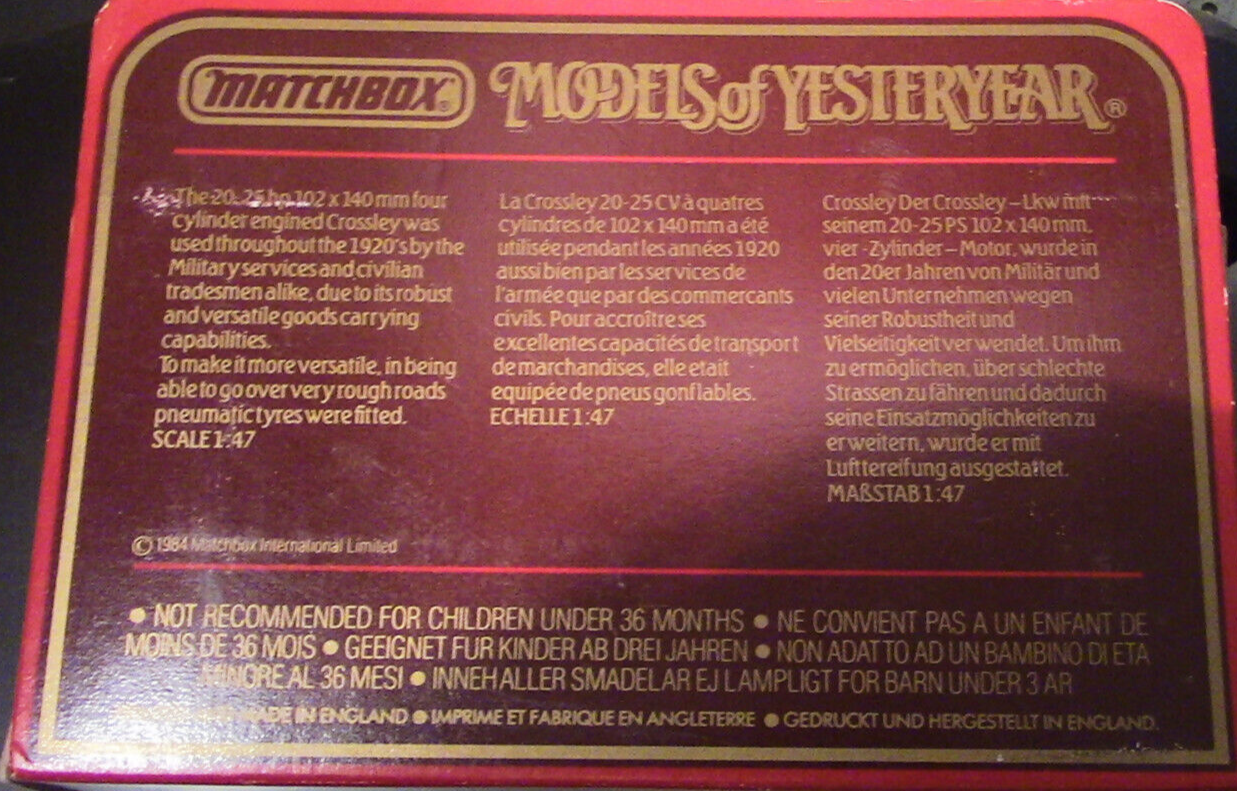 MATCHBOX® MODELS of YESTERYEAR®
The 20-25 hp 102 x 140 mm four
cylinder engined Crossley was
used throughout the 1920's by the
Military services and civilian
tradesmen alike, due to its robust
and versatile goods carrying
capabilities.
To make it more versatile, in being
able to go over very rough roads
pneumatic tyres were fitted.
SCALE 1:47
La Crossley 20-25 CV à quatres
cylindres de 102 x 140 mm a été
utilisée pendant les années 1920
aussi bien par les services de
l'armée que par des commercants
civils. Pour accroître ses
excellentes capacités de transport
de marchandises, elle etait
equipée de pneus gonflables.
ECHELLE 1:47
Crossley Der Crossley – Lkw mit
seinem 20-25 PS 102 x 140 mm,
vier -Zylinder – Motor, wurde in
den 20er Jahren von Militär und
vielen Unternehmen wegen
seiner Robustheit und
Vielseitigkeit verwendet. Um ihm
zu ermöglichen, über schlechte
Strassen zu fähren und dadurch
seine Einsatzmöglichkeiten zu
erweitern, wurde er mit
Lufttereifung ausgestattet.
MAßSTAB 1:47
© 1984 Matchbox International Limited
• NOT RECOMMENDED FOR CHILDREN UNDER 36 MONTHS • NE CONVIENT PAS A UN ENFANT DE
MOINS DE 36 MOIS • GEEIGNET FUR KINDER AB DREI JAHREN • NON ADATTO AD UN BAMBINO DI ETA
MINORE AL 36 MESI • INNEHALLER SMADELAR EJ LAMPLIGT FOR BARN UNDER 3 AR
MADE IN ENGLAND • IMPRIME ET FABRIQUE EN ANGLETERRE • GEDRUCKT UND HERGESTELLT IN ENGLAND.